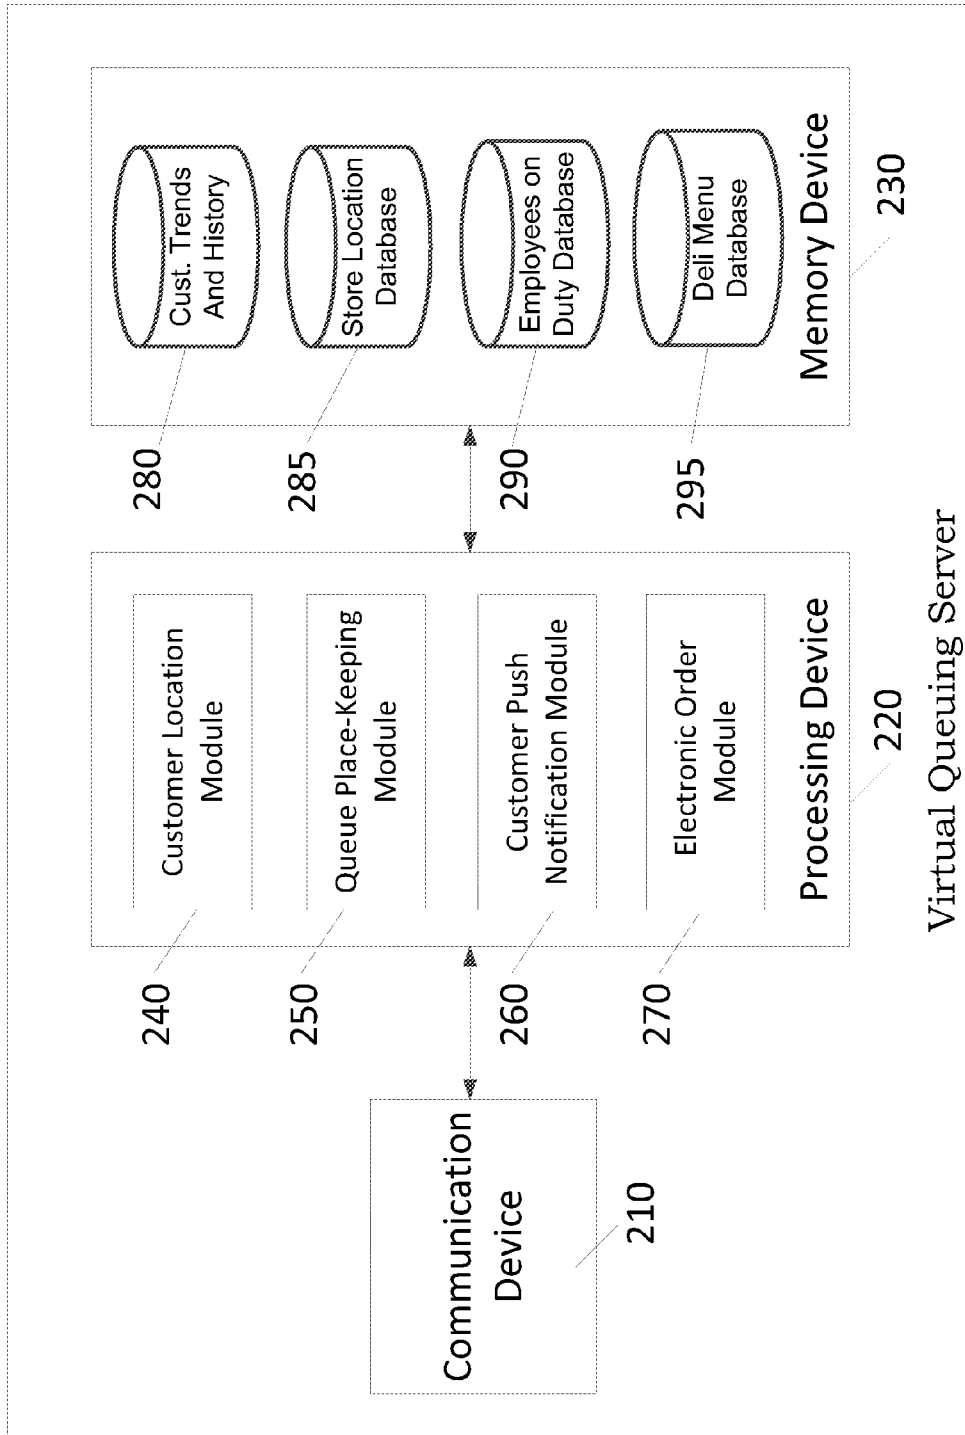 Communication
Device
210
240
Customer Location
Module
250
Queue Place-Keeping
Module
260
Customer Push
Notification Module
270
Electronic Order
Module
Processing Device
220
280
Cust. Trends
And History
285
Store Location
Database
290
Employees on
Duty Database
295
Deli Menu
Database
Memory Device
230
Virtual Queuing Server